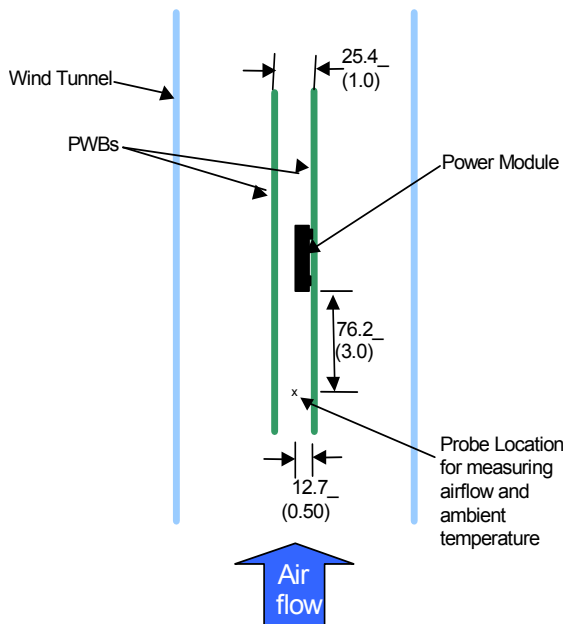 25.4_
(1.0)
Wind Tunnel
PWBs
Power Module
76.2_
(3.0)
x
Probe Location
for measuring
airflow and
ambient
temperature
12.7_
(0.50)
Air
flow